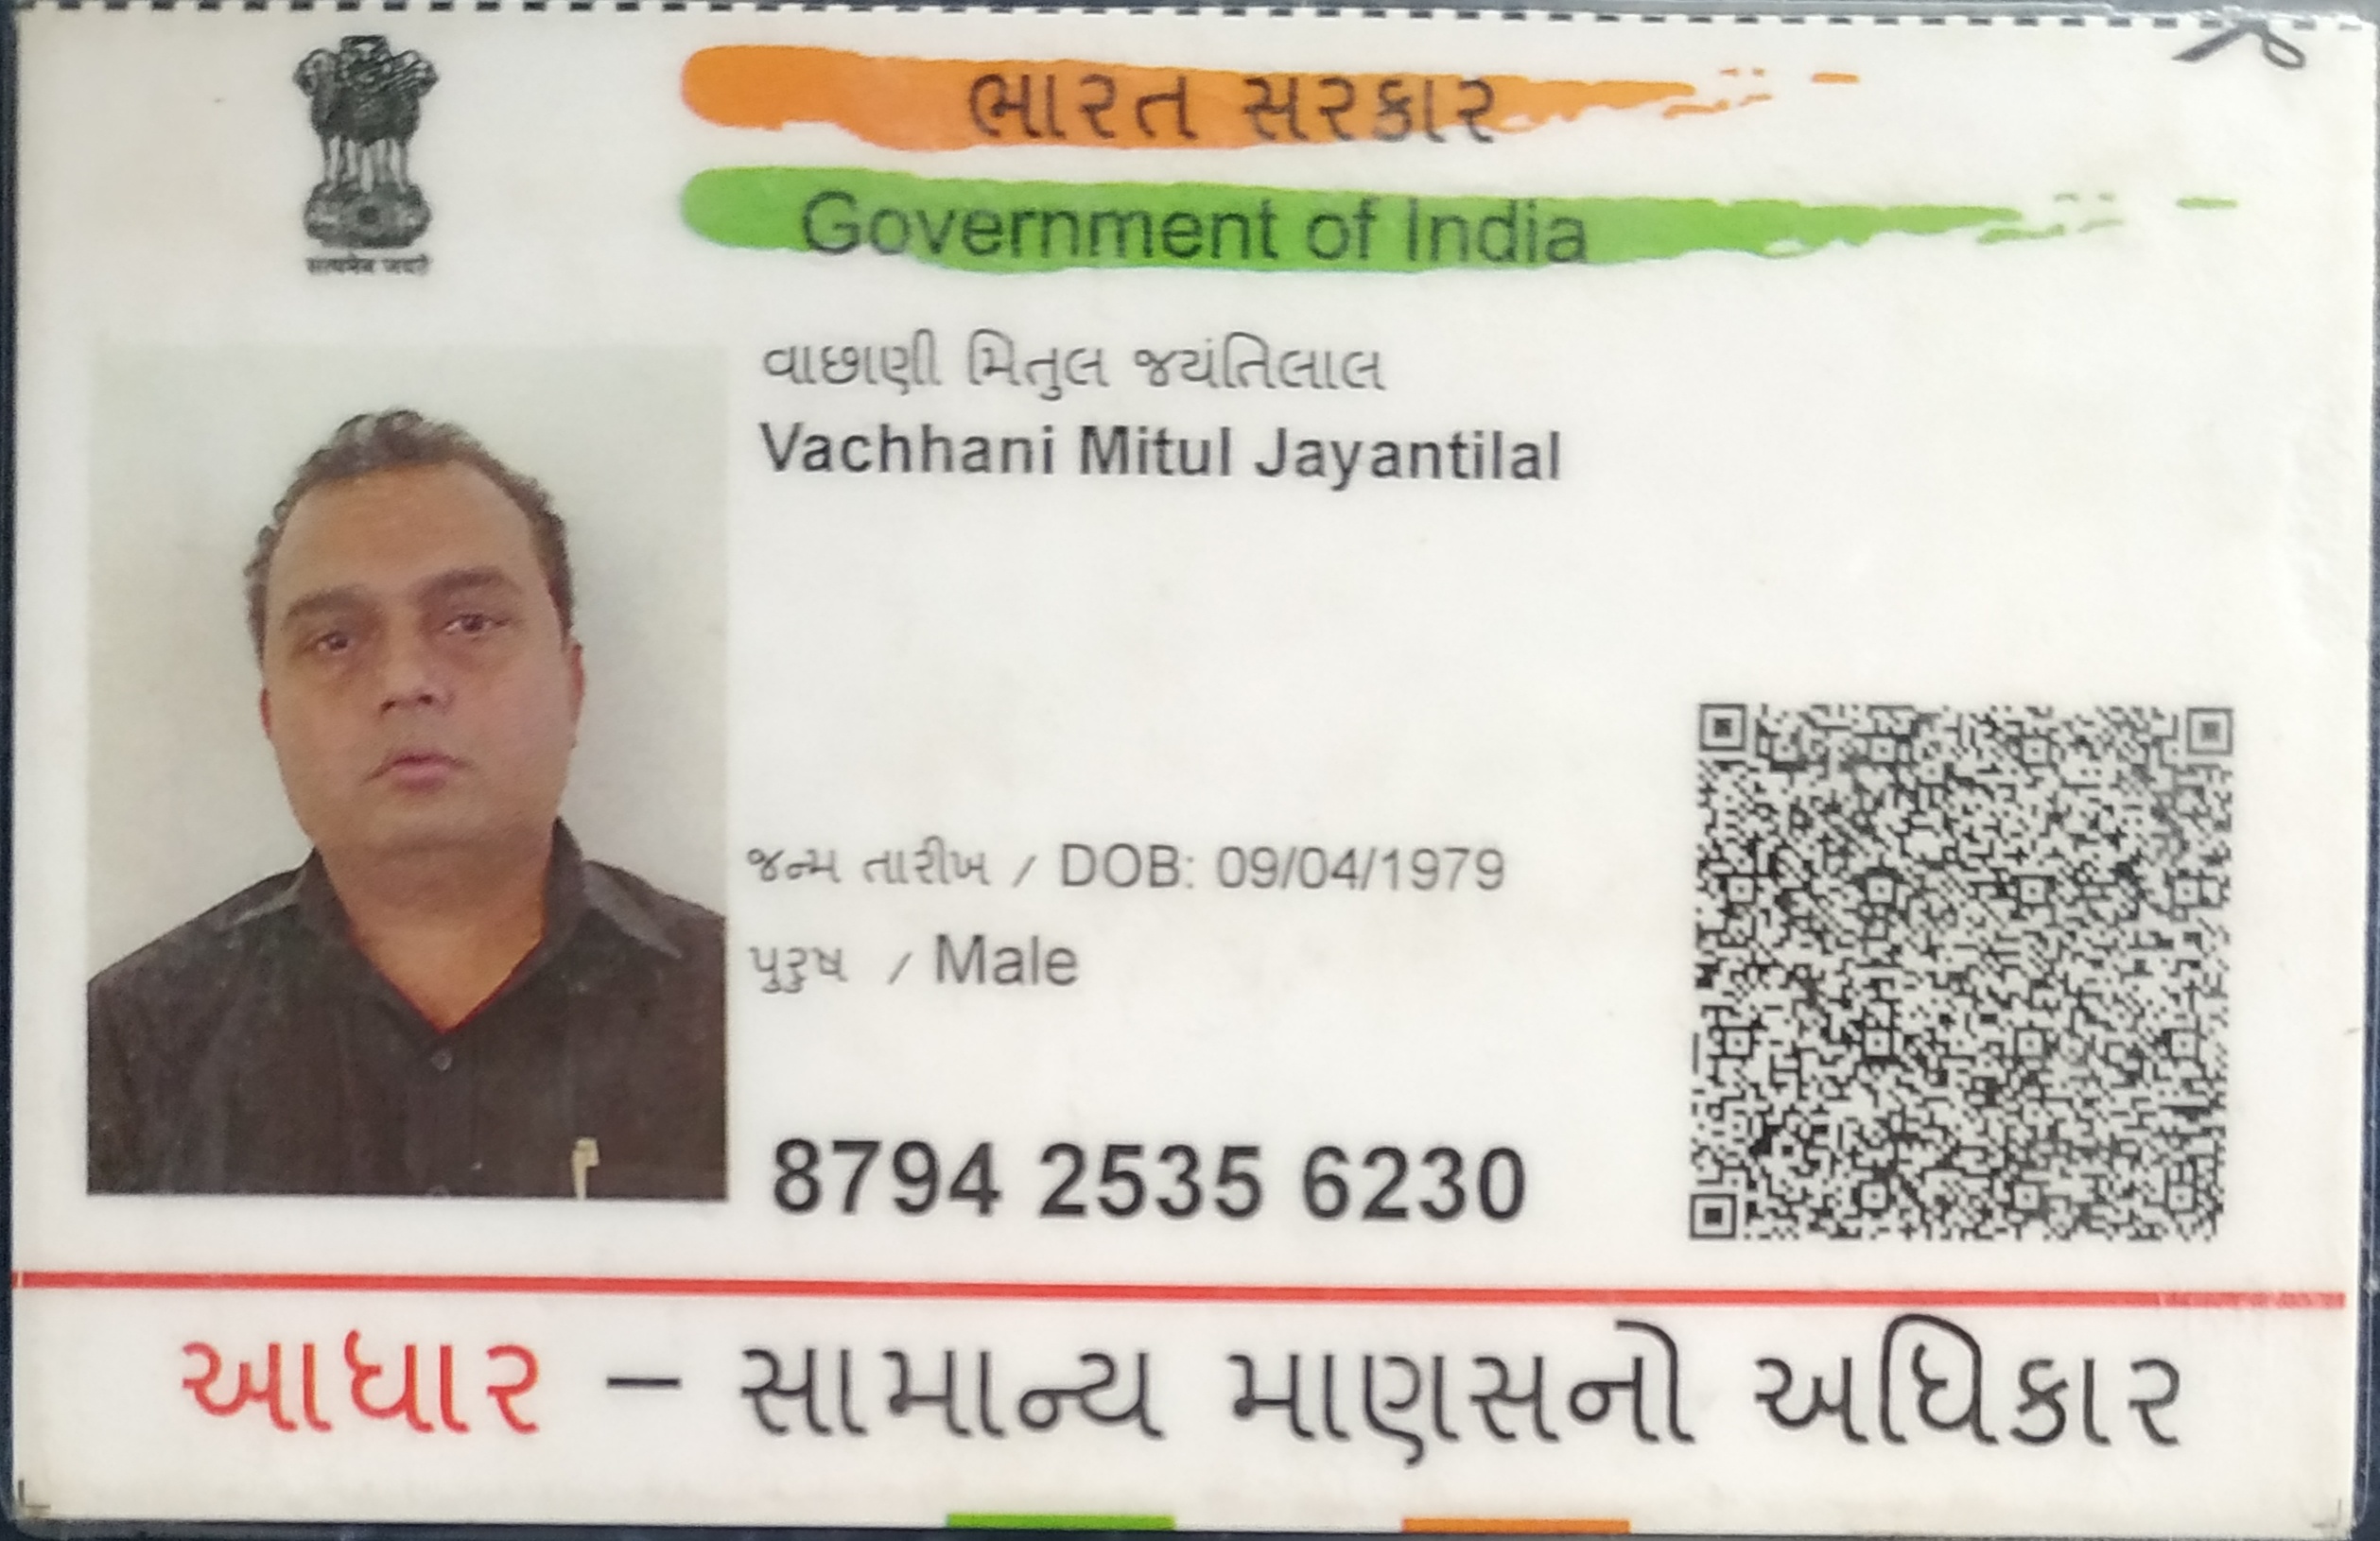 ભારત સરકાર
Government of India
सत्यमेव जयते
વાછાણી મિતુલ જયંતિલાલ
Vachhani Mitul Jayantilal
જન્મ તારીખ / DOB: 09/04/1979
પુરુષ / Male
8794 2535 6230
આધાર – સામાન્ય માણસનો અધિકાર